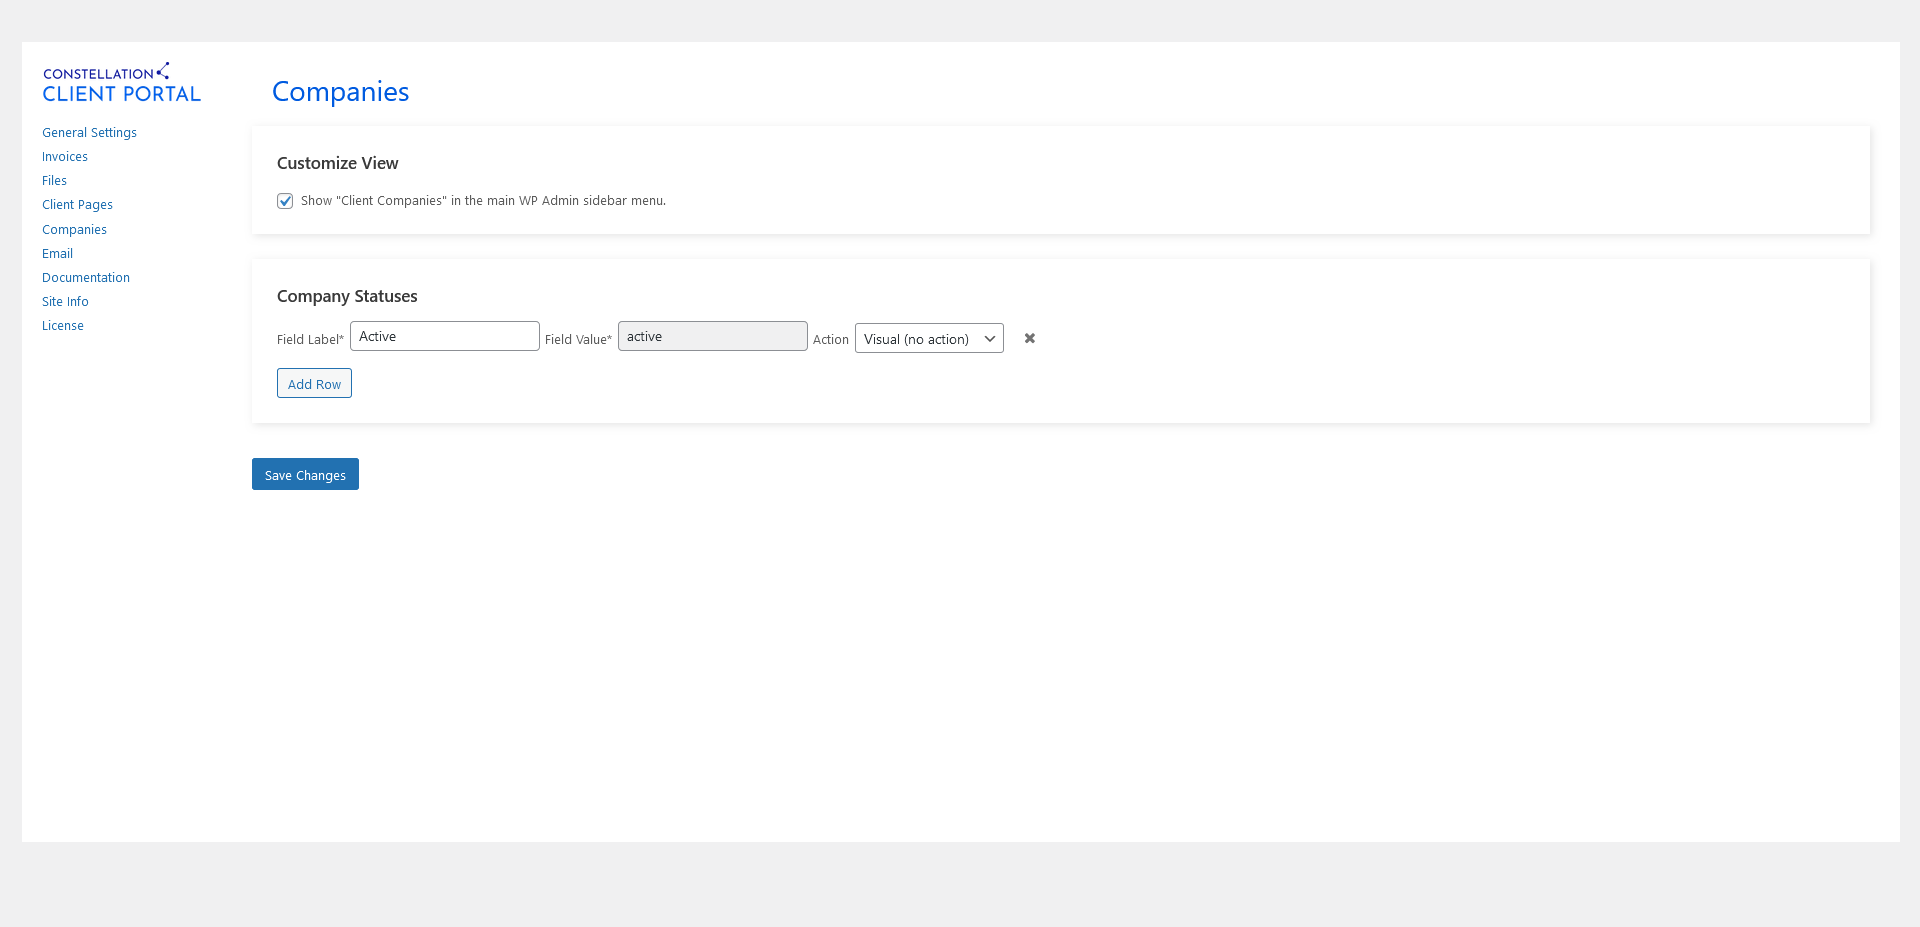 CONSTELLATION
CLIENT PORTAL
General Settings
Invoices
Files
Client Pages
Companies
Email
Documentation
Site Info
License
Companies
Customize View
Show "Client Companies" in the main WP Admin sidebar menu.
Company Statuses
Field Label* Active Field Value* active Action Visual (no action) ✖
Add Row
Save Changes